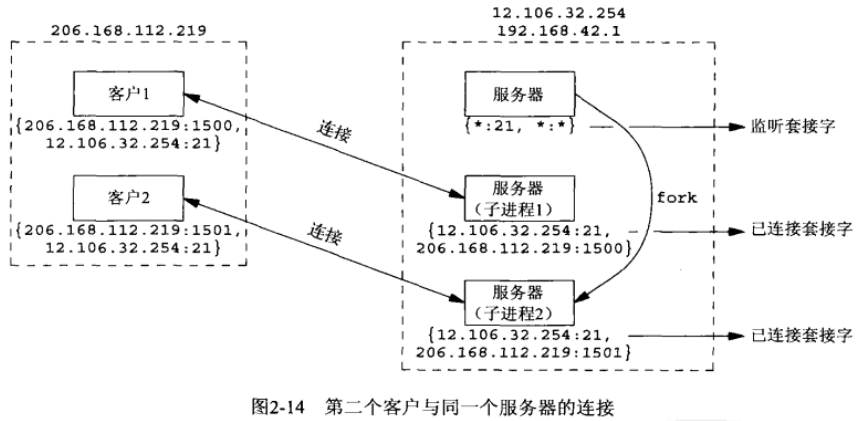 206.168.112.219
12.106.32.254
192.168.42.1
客户1
{206.168.112.219:1500,
12.106.32.254:21}
客户2
{206.168.112.219:1501,
12.106.32.254:21}
连接
连接
服务器
{*:21, *:*}
监听套接字
fork
服务器
（子进程1）
{12.106.32.254:21,
206.168.112.219:1500}
已连接套接字
服务器
（子进程2）
{12.106.32.254:21,
206.168.112.219:1501}
已连接套接字
图2-14 第二个客户与同一个服务器的连接